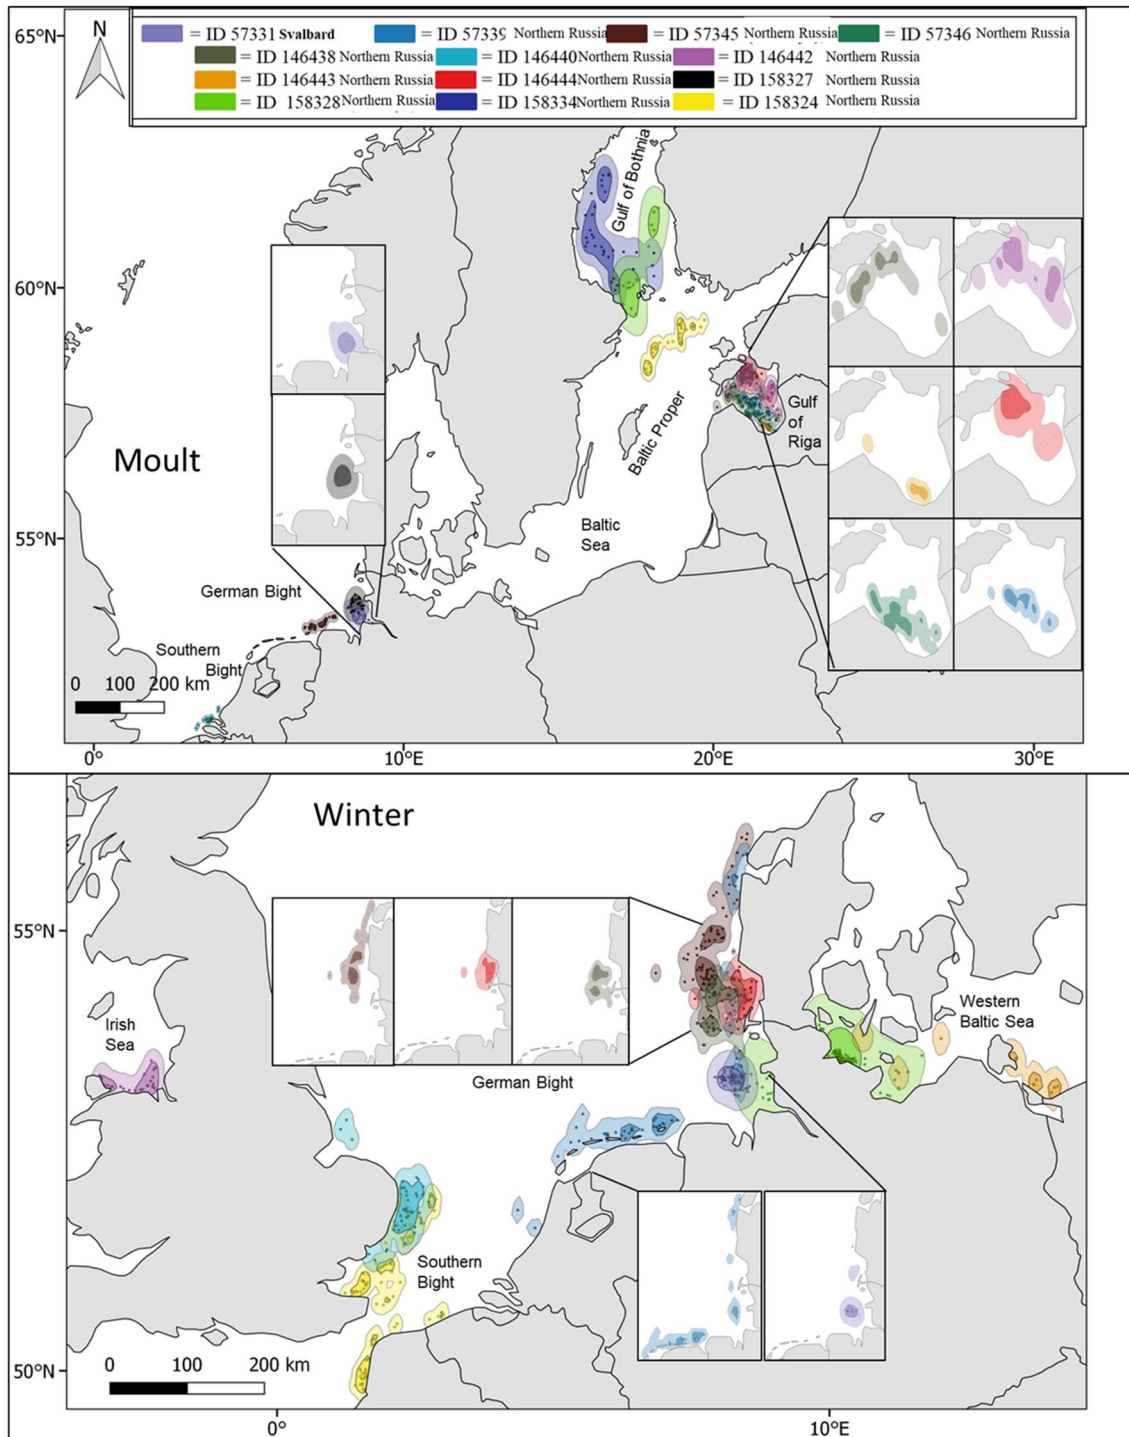 65°N
N
= ID 57331 Svalbard
= ID 57339 Northern Russia
= ID 57345 Northern Russia
= ID 57346 Northern Russia
= ID 146438 Northern Russia
= ID 146440 Northern Russia
= ID 146442 Northern Russia
= ID 146443 Northern Russia
= ID 146444 Northern Russia
= ID 158327 Northern Russia
= ID 158328 Northern Russia
= ID 158334 Northern Russia
= ID 158324 Northern Russia
Gulf of Bothnia
60°N
Baltic Proper
Gulf
of
Riga
Moult
Baltic
Sea
55°N
German Bight
Southern
Bight
0 100 200 km
0° 10°E 20°E 30°E
Winter
55°N
Irish
Sea
Western
Baltic Sea
German Bight
Southern
Bight
50°N
0 100 200 km
0° 10°E